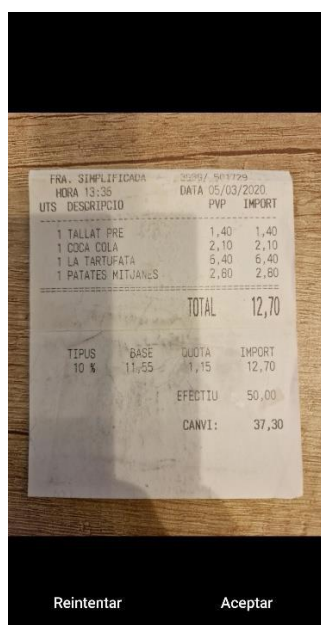 FRA. SIMPLIFICADA
HORA 13:36 DATA 05/03/2020
UTS DESCRIPCIO PVP IMPORT
1 TALLAT PRE 1,40 1,40
1 COCA COLA 2,10 2,10
1 LA TARTUFATA 6,40 6,40
1 PATATES MITJANES 2,80 2,80
TOTAL 12,70
TIPUS BASE QUOTA IMPORT
10 % 11,55 1,15 12,70
EFECTIU 50,00
CANVI: 37,30
Reintentar Aceptar